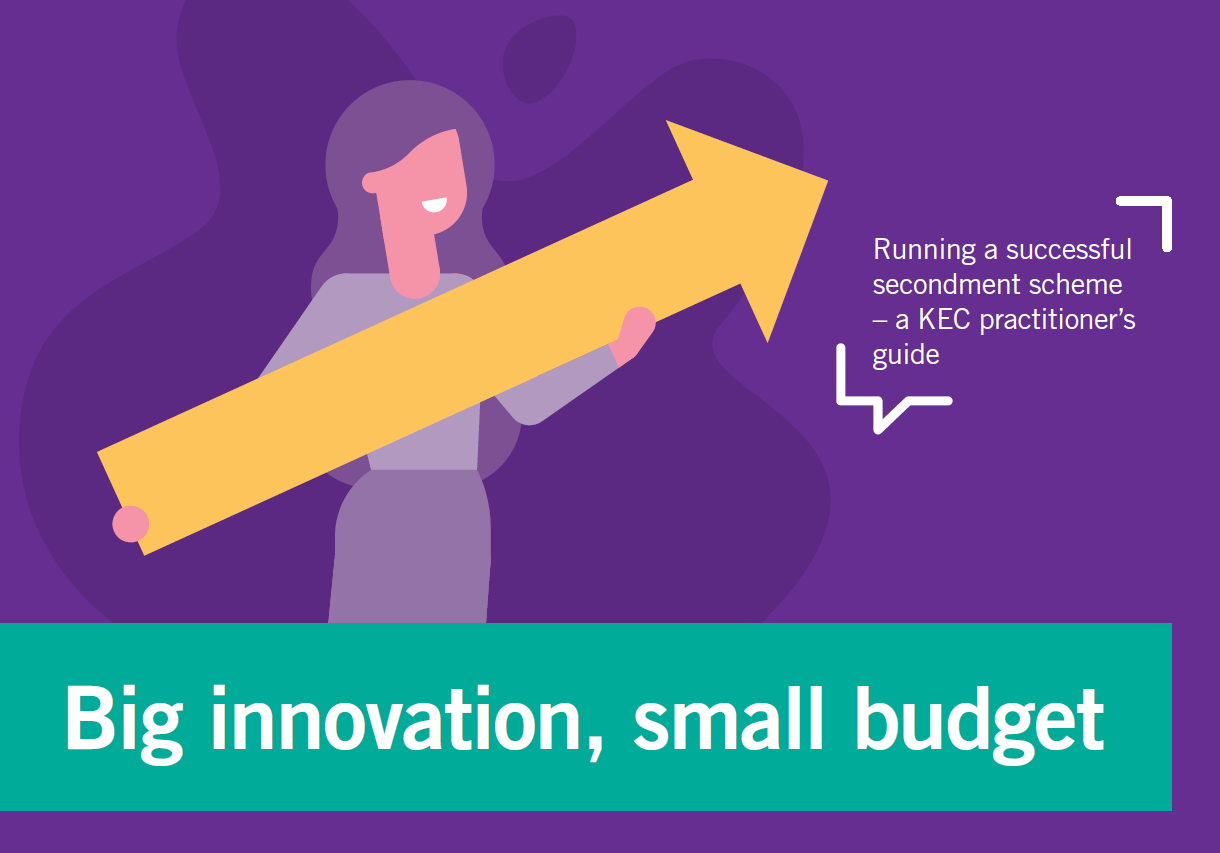 Running a successful
secondment scheme
– a KEC practitioner’s
guide
Big innovation, small budget